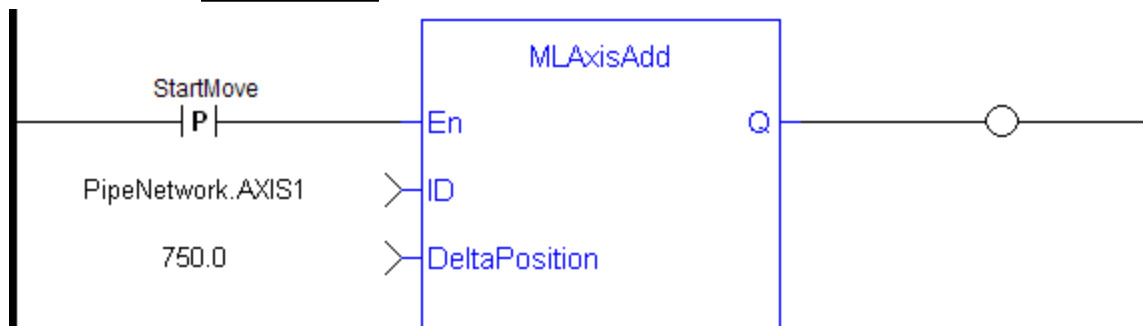 MLAxisAdd
StartMove
P
En Q
PipeNetwork.AXIS1 ID
750.0 DeltaPosition